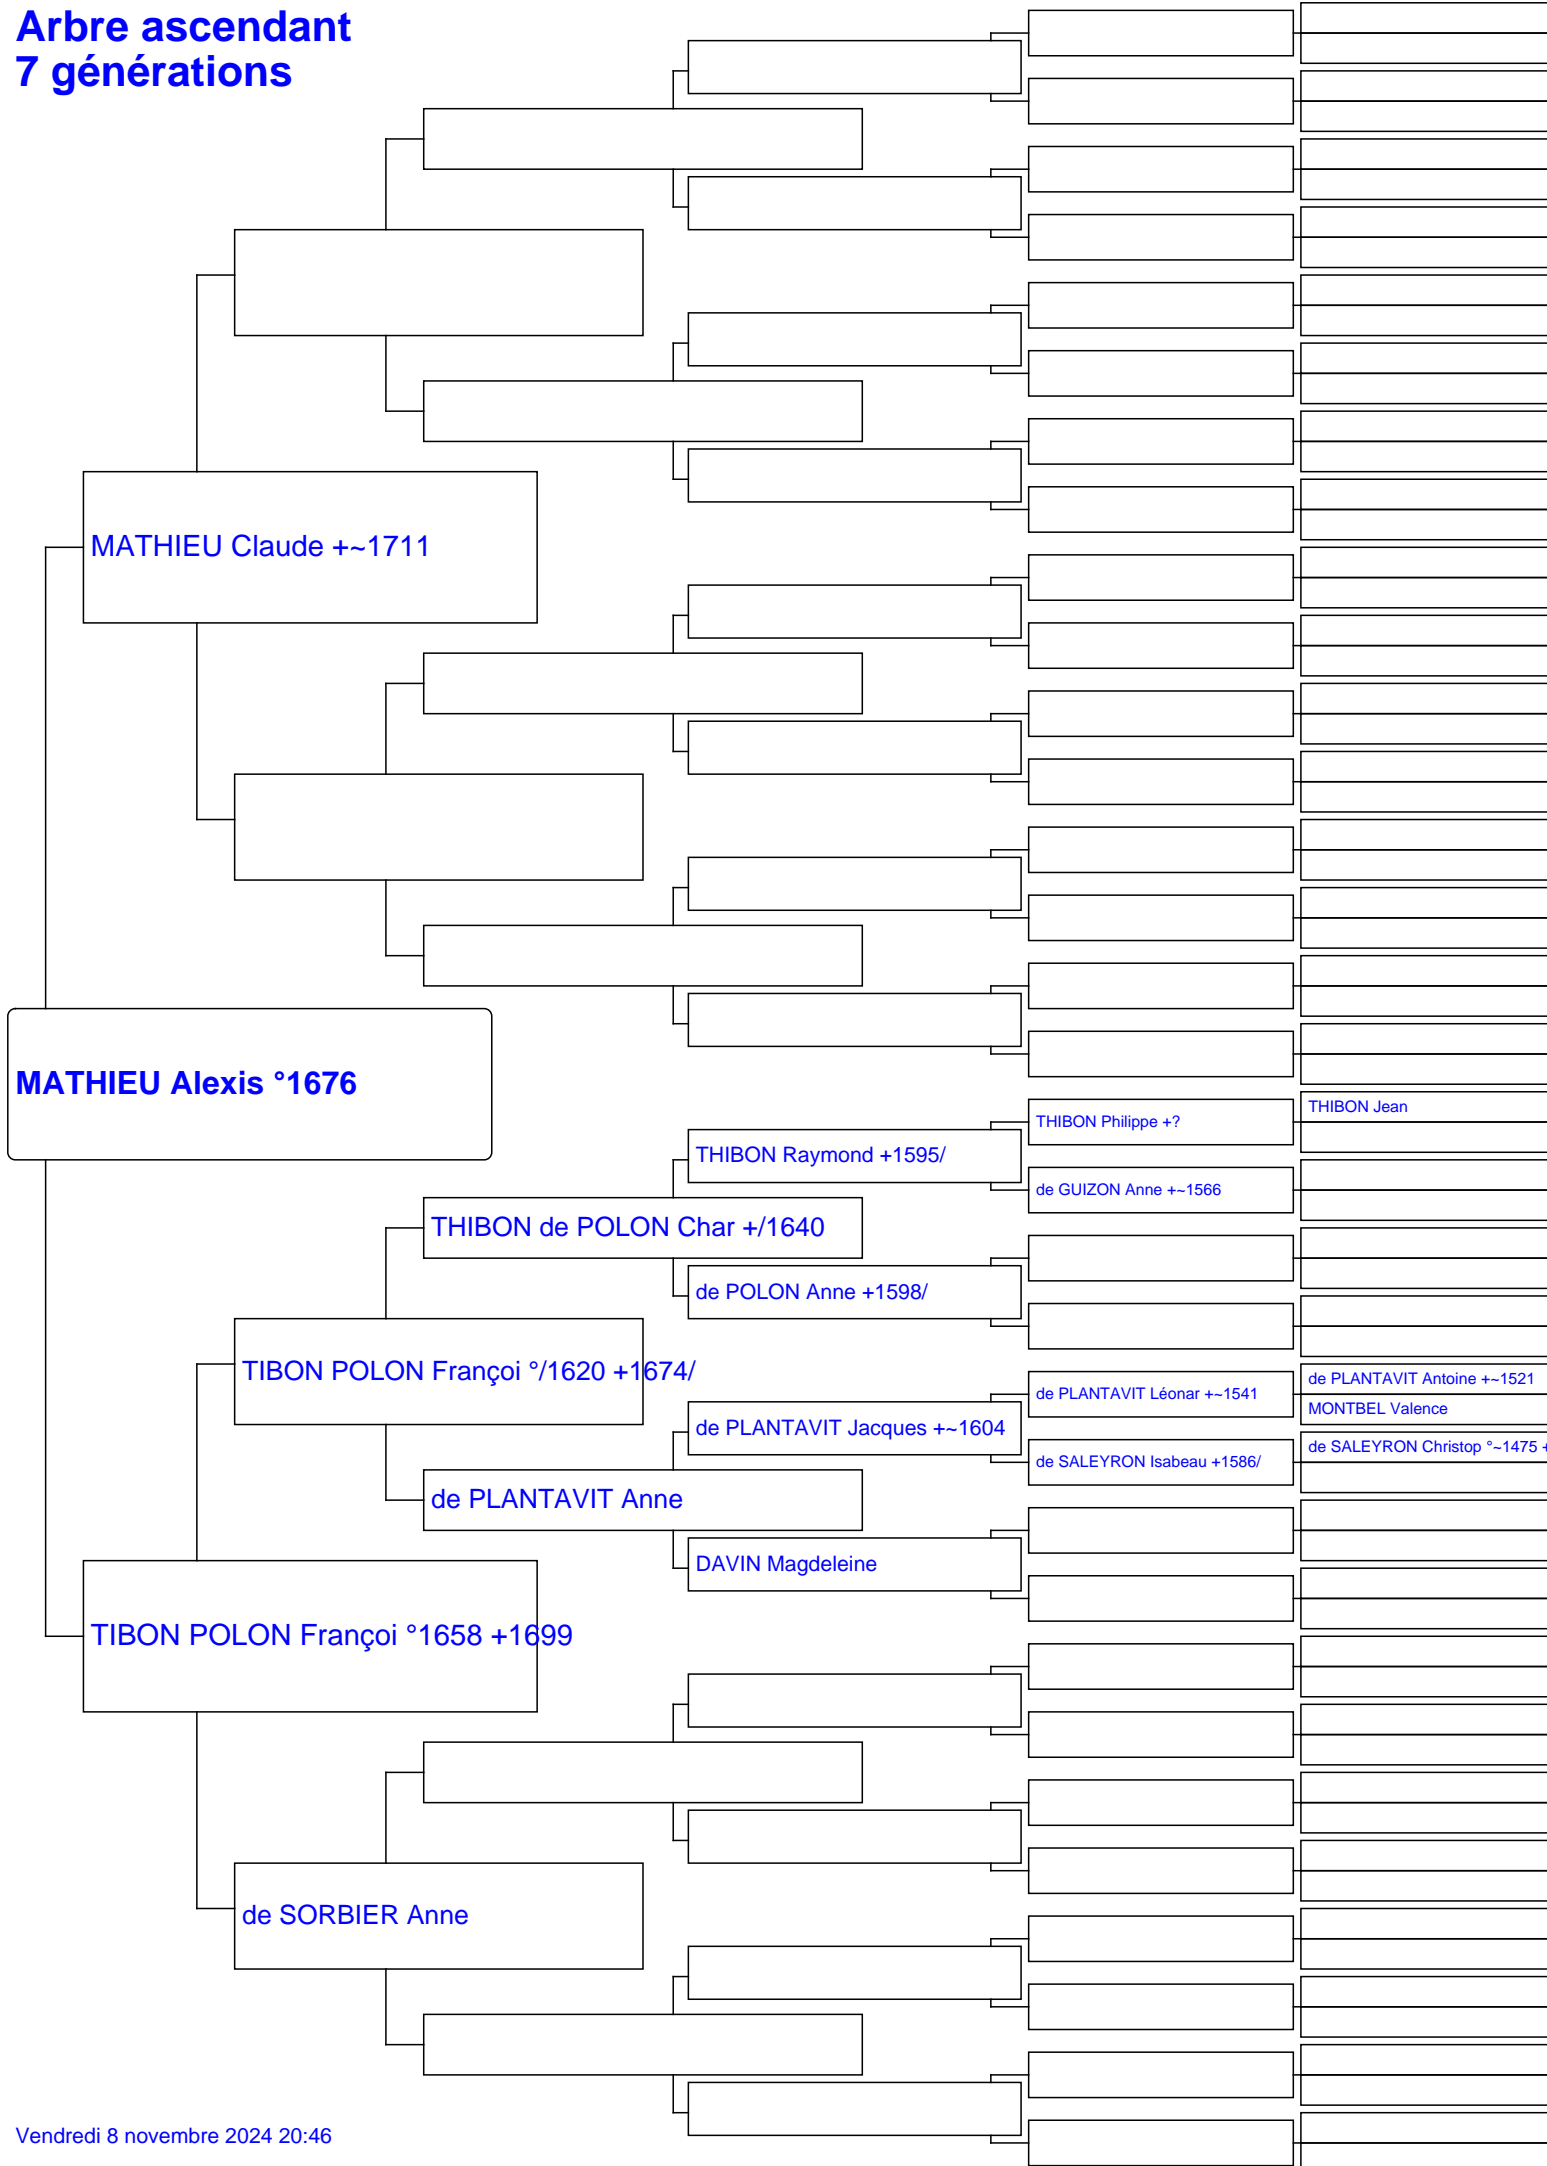 Arbre ascendant
7 générations
MATHIEU Claude +~1711
MATHIEU Alexis °1676
THIBON Jean
THIBON Philippe +?
THIBON Raymond +1595/
de GUIZON Anne +~1566
THIBON de POLON Char +/1640
de POLON Anne +1598/
TIBON POLON Françoi °/1620 +1674/
de PLANTAVIT Antoine +~1521
de PLANTAVIT Léonar +~1541
MONTBEL Valence
de PLANTAVIT Jacques +~1604
de SALEYRON Christop °~1475 +
de SALEYRON Isabeau +1586/
de PLANTAVIT Anne
DAVIN Magdeleine
TIBON POLON Françoi °1658 +1699
de SORBIER Anne
Vendredi 8 novembre 2024 20:46